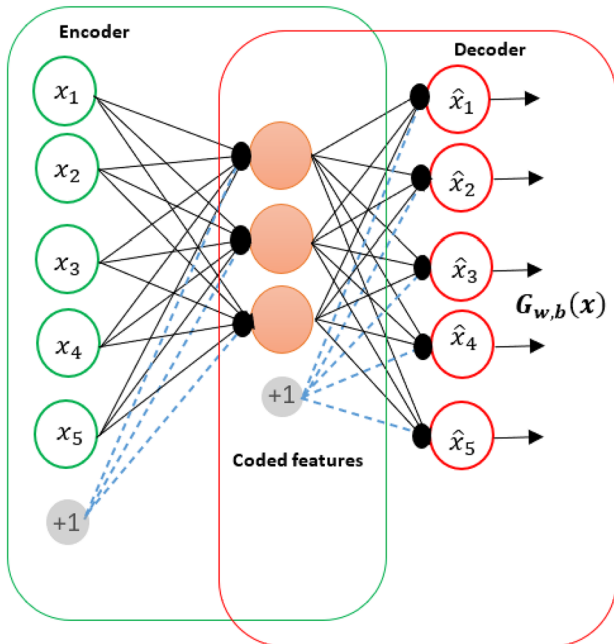 Encoder
Decoder
x₁
x₂
x₃
x₄
x₅
+1
+1
Coded features
x̂₁
x̂₂
x̂₃
x̂₄
x̂₅
G_{w,b}(x)